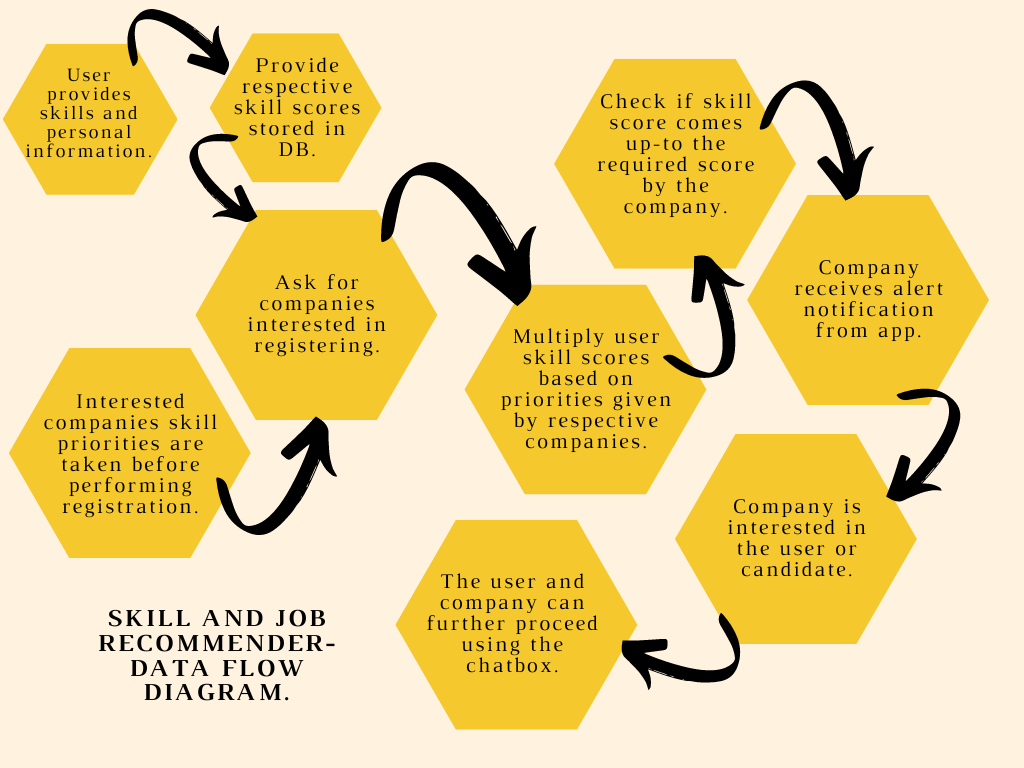 User
provides
skills and
personal
information.
Provide
respective
skill scores
stored in
DB.
Ask for
companies
interested in
registering.
Interested
companies skill
priorities are
taken before
performing
registration.
Multiply user
skill scores
based on
priorities given
by respective
companies.
Check if skill
score comes
up-to the
required score
by the
company.
Company
receives alert
notification
from app.
Company is
interested in
the user or
candidate.
The user and
company can
further proceed
using the
chatbox.
SKILL AND JOB
RECOMMENDER-
DATA FLOW
DIAGRAM.